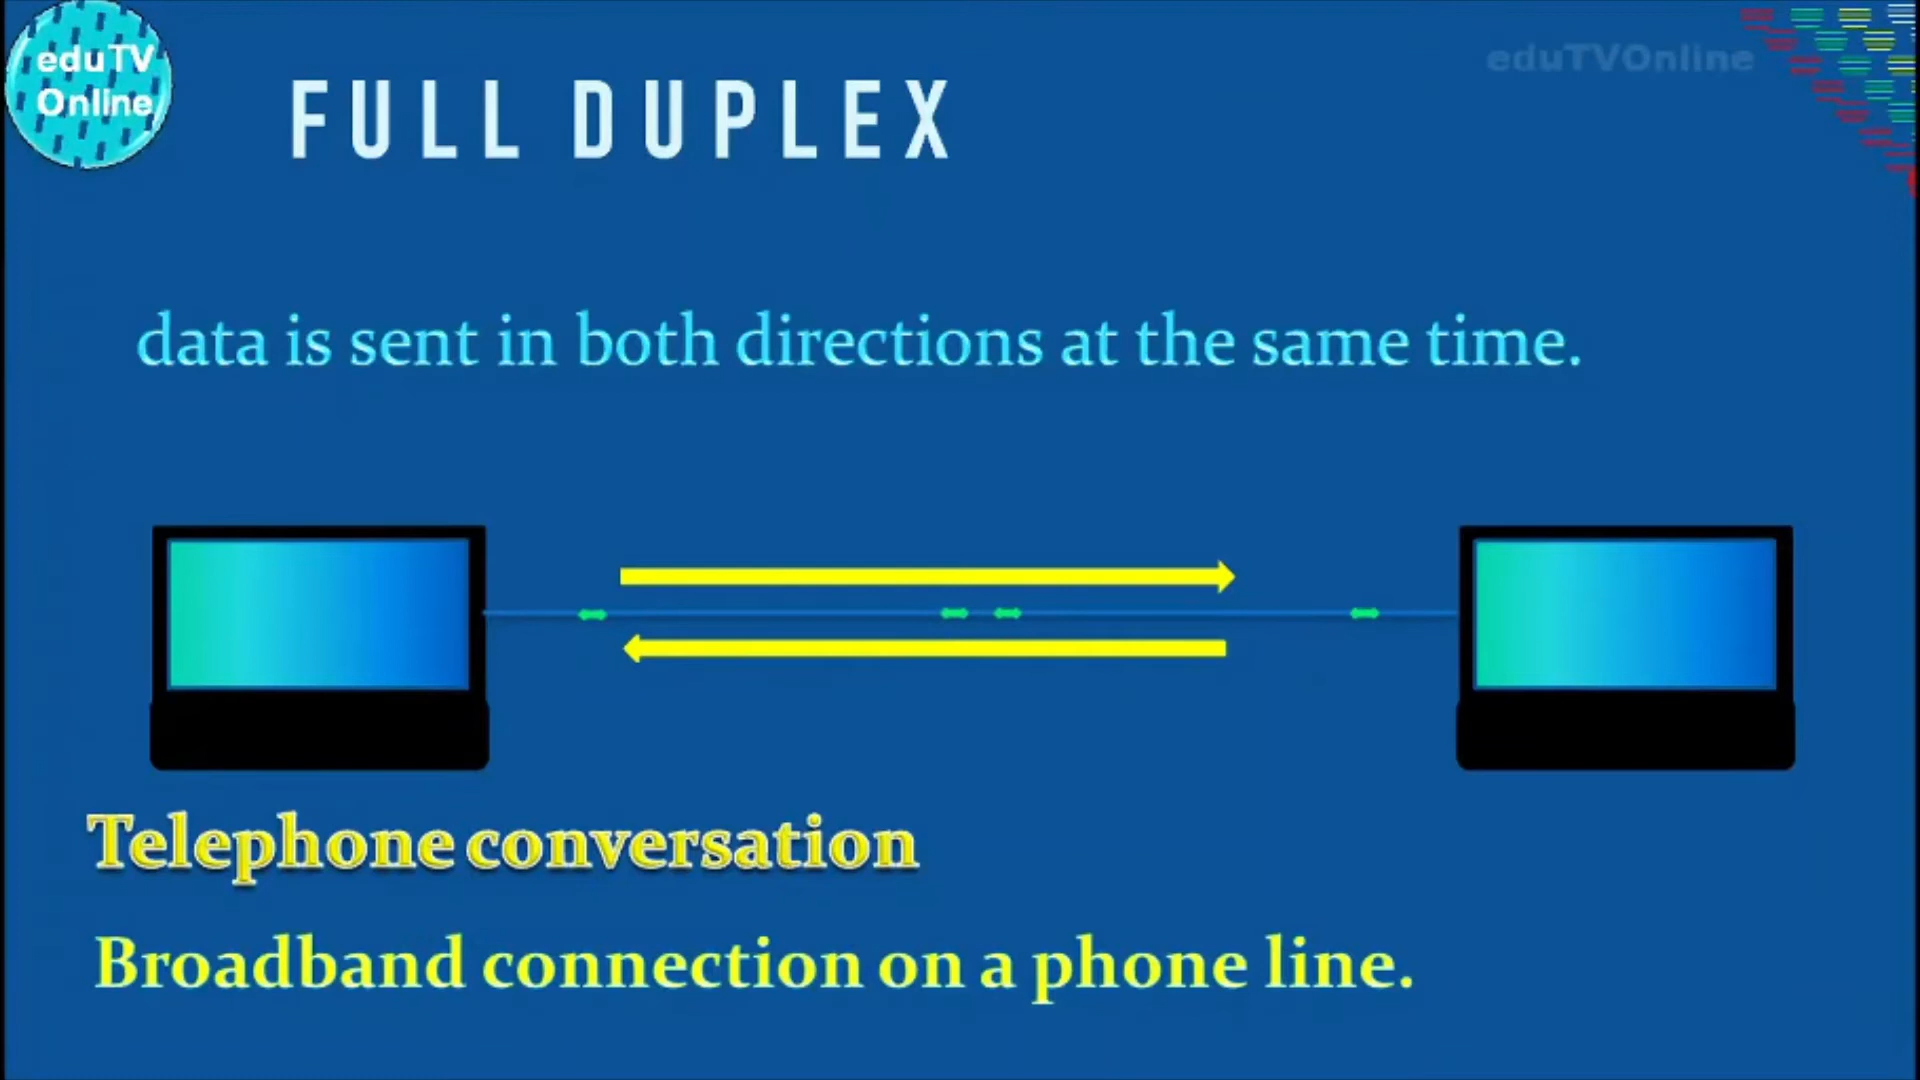 eduTV
Online
eduTVOnline
FULL DUPLEX
data is sent in both directions at the same time.
Telephone conversation
Broadband connection on a phone line.